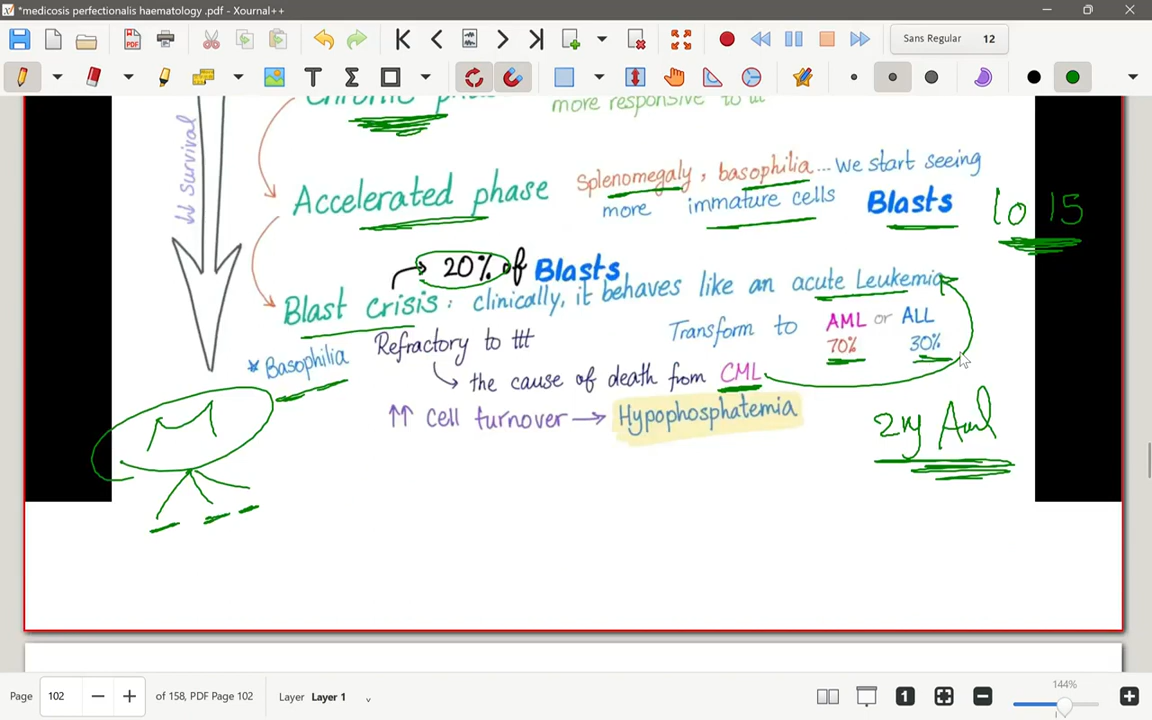 *medicosis perfectionalis haematology .pdf - Xournal++
Sans Regular 12
Chronic phase
more responsive to ttt
↓↓ Survival
Accelerated phase
Splenomegaly, basophilia... We start seeing
more immature cells Blasts
10 15
20% of Blasts
Blast crisis: clinically, it behaves like an acute Leukemia
* Basophilia
Refractory to ttt
Transform to AML or ALL
70% 30%
the cause of death from CML
↑↑ Cell turnover → Hypophosphatemia
M
2ry Aml
Page 102 of 158, PDF Page 102 Layer Layer 1
144%